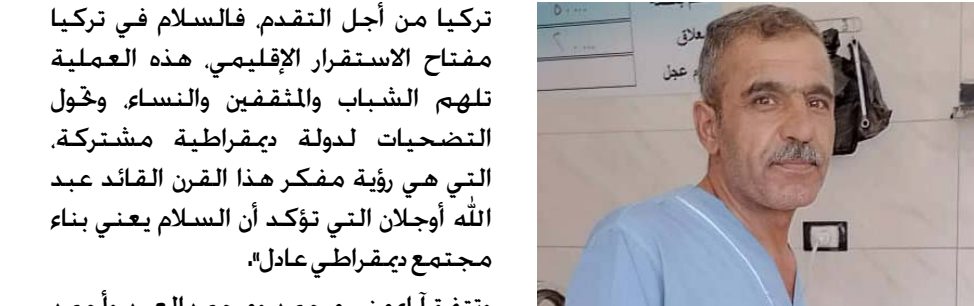 تركيا من أجل التقدم. فالسلام في تركيا
مفتاح الاستقرار الإقليمي. هذه العملية
تلهم الشباب والمثقفين والنساء. وتحول
التضحيات لدولة ديمقراطية مشتركة.
التي هي رؤية مفكر هذا القرن القائد عبد
الله أوجلان التي تؤكد أن السلام يعني بناء
مجتمع ديمقراطي عادل".
علاق
عجل